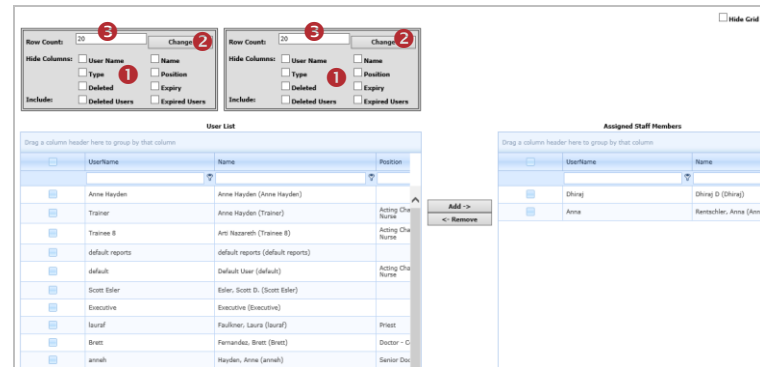 Hide Grid
3
3
Row Count: 20 Change 2
Row Count: 20 Change 2
Hide Columns: User Name Name
Hide Columns: User Name Name
Type 1 Position
Type 1 Position
Deleted Expiry
Deleted Expiry
Include: Deleted Users Expired Users
Include: Deleted Users Expired Users
User List
Assigned Staff Members
Drag a column header here to group by that column
Drag a column header here to group by that column
UserName Name Position
UserName Name
Anne Hayden Anne Hayden (Anne Hayden)
Dhiraj Dhiraj D (Dhiraj)
Trainer Anne Hayden (Trainer) Acting Cha
Nurse
Add ->
<- Remove
Anna Rentschler, Anna (Ann
Trainee 8 Arti Nazareth (Trainee 8) Acting Cha
Nurse
default reports default reports (default reports)
default Default User (default) Acting Cha
Nurse
Scott Esler Esler, Scott D. (Scott Esler)
Executive Executive (Executive)
lauraf Faulkner, Laura (lauraf) Priest
Brett Fernandez, Brett (Brett) Doctor - C
anneh Hayden, Anne (anneh) Senior Doc